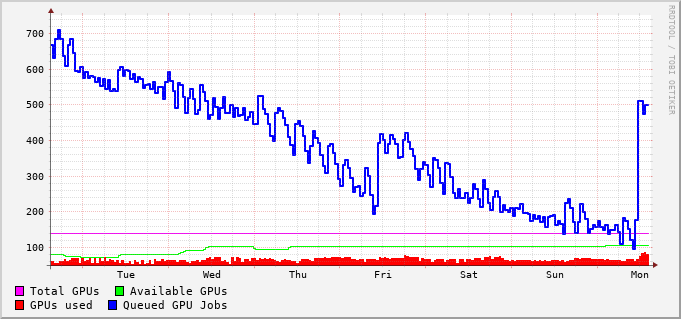 RRDTOOL / TOBI OETIKER
700
600
500
400
300
200
100
Tue Wed Thu Fri Sat Sun Mon
Total GPUs Available GPUs
GPUs used Queued GPU Jobs